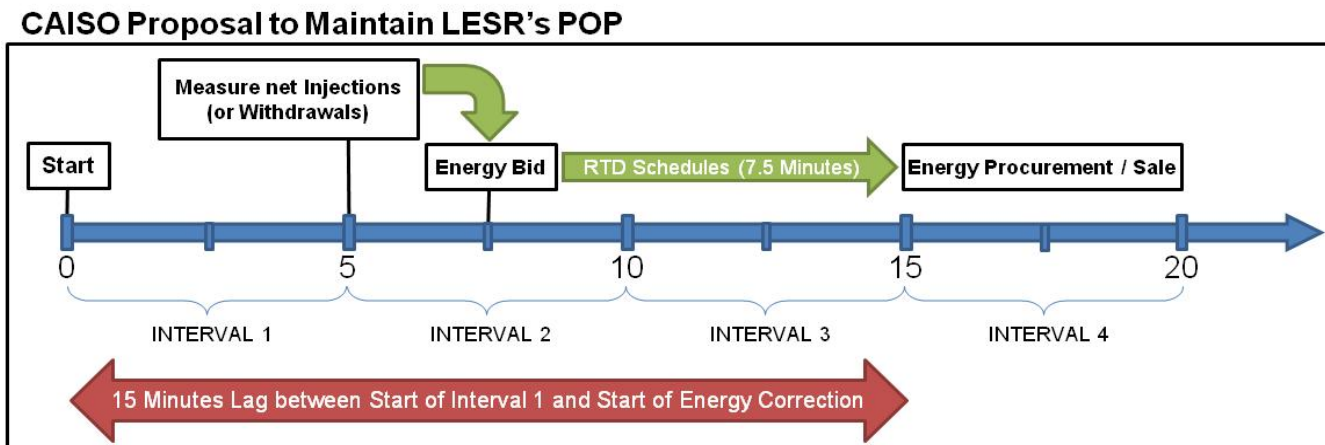 CAISO Proposal to Maintain LESR's POP
Measure net Injections
(or Withdrawals)
Start
Energy Bid
RTD Schedules (7.5 Minutes)
Energy Procurement / Sale
0
5
10
15
20
INTERVAL 1
INTERVAL 2
INTERVAL 3
INTERVAL 4
15 Minutes Lag between Start of Interval 1 and Start of Energy Correction